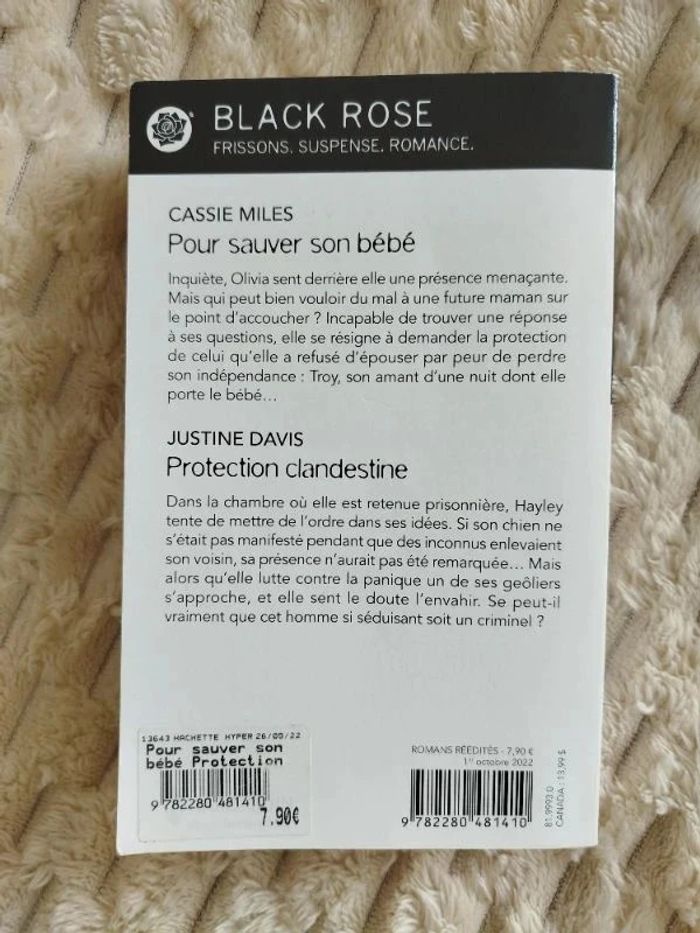 BLACK ROSE
FRISSONS. SUSPENSE. ROMANCE.
CASSIE MILES
Pour sauver son bébé
Inquiète, Olivia sent derrière elle une présence menaçante.
Mais qui peut bien vouloir du mal à une future maman sur
le point d'accoucher ? Incapable de trouver une réponse
à ses questions, elle se résigne à demander la protection
de celui qu'elle a refusé d'épouser par peur de perdre
son indépendance : Troy, son amant d'une nuit dont elle
porte le bébé…
JUSTINE DAVIS
Protection clandestine
Dans la chambre où elle est retenue prisonnière, Hayley
tente de mettre de l'ordre dans ses idées. Si son chien ne
s'était pas manifesté pendant que des inconnus enlevaient
son voisin, sa présence n'aurait pas été remarquée… Mais
alors qu'elle lutte contre la panique un de ses geôliers
s'approche, et elle sent le doute l'envahir. Se peut-il
vraiment que cet homme si séduisant soit un criminel ?
13643 HACHETTE HYPER 26/09/22
Pour sauver son
bébé Protection
9 782280 481410
7.90€
ROMANS RÉÉDITÉS - 7,90 €
1er octobre 2022
9 782280 481410
81.9993.0
CANADA : 13,99 $